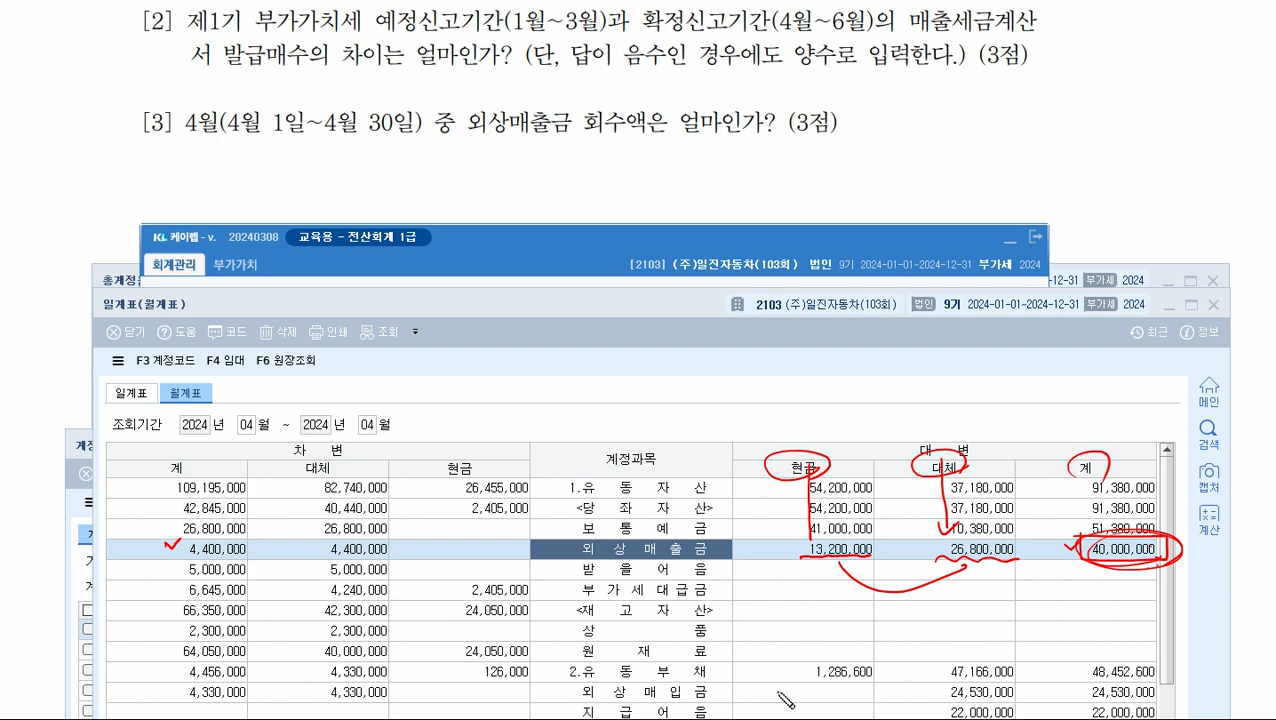 [2] 제1기 부가가치세 예정신고기간(1월~3월)과 확정신고기간(4월~6월)의 매출세금계산
서 발급매수의 차이는 얼마인가? (단, 답이 음수인 경우에도 양수로 입력한다.) (3점)
[3] 4월(4월 1일~4월 30일) 중 외상매출금 회수액은 얼마인가? (3점)
KL 케이렙 - v. 20240308 교육용 - 전산회계 1급
회계관리 부가가치 [2103] (주)일진자동차(103회) 법인 9기 2024-01-01~2024-12-31 부가세 2024
총계정 -12-31 부가세 2024
일계표(월계표) 2103 (주)일진자동차(103회) 법인 9기 2024-01-01~2024-12-31 부가세 2024
닫기 도움 코드 삭제 인쇄 조회 최근 정보
F3 계정코드 F4 임대 F6 원장조회
일계표 월계표
메인
조회기간 2024 년 04 월 ~ 2024 년 04 월
검색
차 변 계정과목 대 변
계 대체 현금 현금 대체 계
캡처
109,195,000 82,740,000 26,455,000 1.유 동 자 산 54,200,000 37,180,000 91,380,000
42,845,000 40,440,000 2,405,000 <당 좌 자 산> 54,200,000 37,180,000 91,380,000
계산
26,800,000 26,800,000 보 통 예 금 41,000,000 10,380,000 51,380,000
4,400,000 4,400,000 외 상 매 출 금 13,200,000 26,800,000 40,000,000
5,000,000 5,000,000 받 을 어 음
6,645,000 4,240,000 2,405,000 부 가 세 대 급 금
66,350,000 42,300,000 24,050,000 <재 고 자 산>
2,300,000 2,300,000 상 품
64,050,000 40,000,000 24,050,000 원 재 료
4,456,000 4,330,000 126,000 2.유 동 부 채 1,286,600 47,166,000 48,452,600
4,330,000 4,330,000 외 상 매 입 금 24,530,000 24,530,000
지 급 어 음 22,000,000 22,000,000